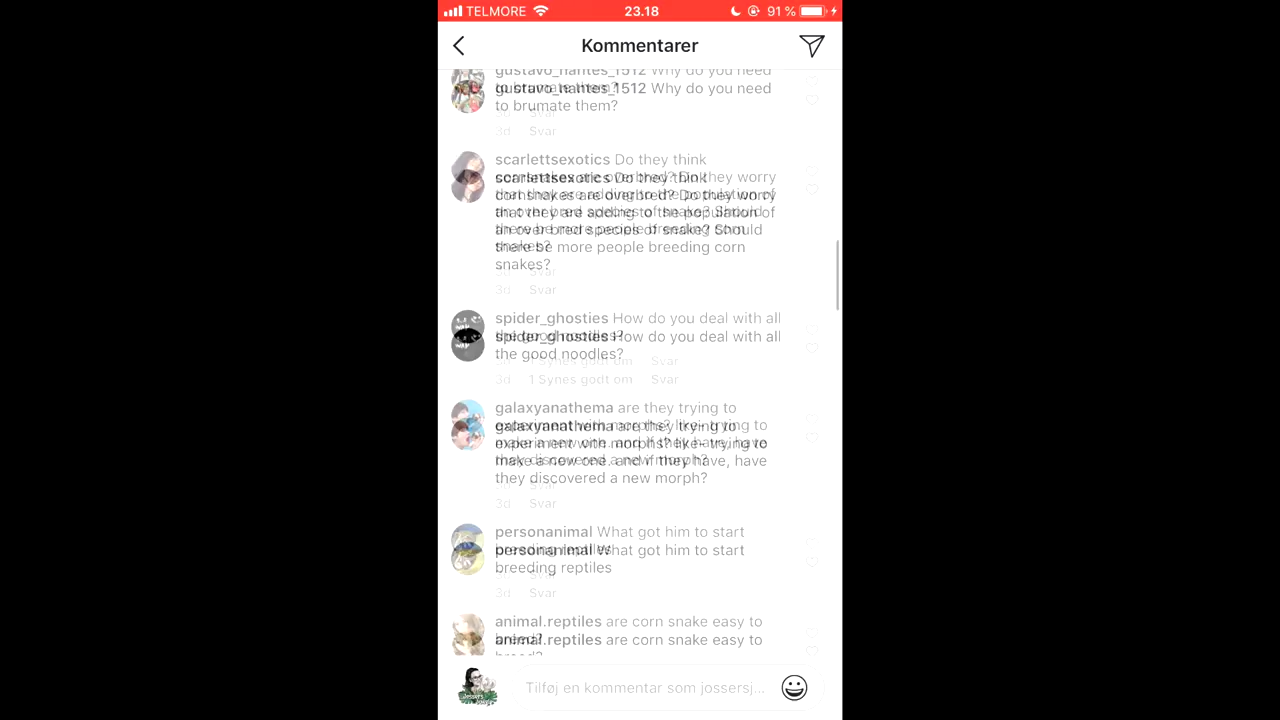 TELMORE
23.18
91 %
Kommentarer
gustavo_nantes_1512 Why do you need
to brumate them?
3d Svar
scarlettsexotics Do they think
cornsnakes are overbred? Do they worry
that they are adding to the population of
an over bred species of snake? Should
there be more people breeding corn
snakes?
3d Svar
spider_ghosties How do you deal with all
the good noodles?
3d 1 Synes godt om Svar
galaxyanathema are they trying to
experiment with morphs? like- trying to
make a new one. and if they have, have
they discovered a new morph?
3d Svar
personanimal What got him to start
breeding reptiles
3d Svar
animal.reptiles are corn snake easy to
breed?
Tilføj en kommentar som jossersj...